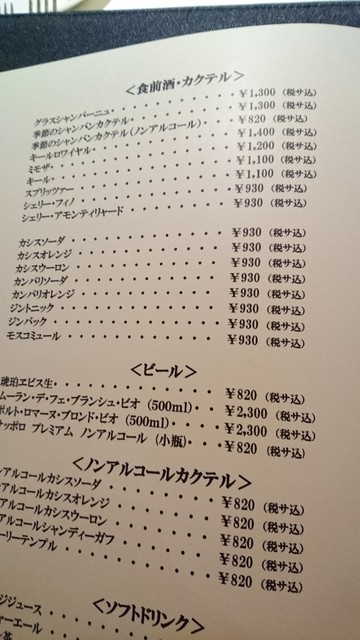 ＜食前酒・カクテル＞
グラスシャンパーニュ・・・・・・・・¥1,300（税サ込）
季節のシャンパンカクテル・・・・・・・¥1,300（税サ込）
季節のシャンパンカクテル（ノンアルコール）・・¥820（税サ込）
キールロワイヤル・・・・・・・・・¥1,400（税サ込）
ミモザ・・・・・・・・・・・・¥1,200（税サ込）
キール・・・・・・・・・・・・¥1,100（税サ込）
スプリッツァー・・・・・・・・・・¥1,100（税サ込）
シェリー・フィノ・・・・・・・・・¥930（税サ込）
シェリー・アモンティリャード・・・・・・¥930（税サ込）
カシスソーダ・・・・・・・・・・・¥930（税サ込）
カシスオレンジ・・・・・・・・・・¥930（税サ込）
カシスウーロン・・・・・・・・・・¥930（税サ込）
カンパリソーダ・・・・・・・・・・¥930（税サ込）
カンパリオレンジ・・・・・・・・・¥930（税サ込）
ジントニック・・・・・・・・・・・¥930（税サ込）
ジンバック・・・・・・・・・・・・¥930（税サ込）
モスコミュール・・・・・・・・・・¥930（税サ込）
＜ビール＞
琥珀ヱビス生・・・・・・・・・・・¥820（税サ込）
ムーラン・デ・フェ・ブランシュ・ビオ（500ml）・・¥2,300（税サ込）
ポルト・ロマーヌ・ブロンド・ビオ（500ml）・・・¥2,300（税サ込）
サッポロ プレミアム ノンアルコール（小瓶）・・・¥820（税サ込）
＜ノンアルコールカクテル＞
ンアルコールカシスソーダ・・・・・・・¥820（税サ込）
アルコールカシスオレンジ・・・・・・・¥820（税サ込）
アルコールカシスウーロン・・・・・・・¥820（税サ込）
アルコールシャンディーガフ・・・・・・¥820（税サ込）
ーリーテンプル・・・・・・・・・・¥820（税サ込）
＜ソフトドリンク＞
ジジュース
ャーエール